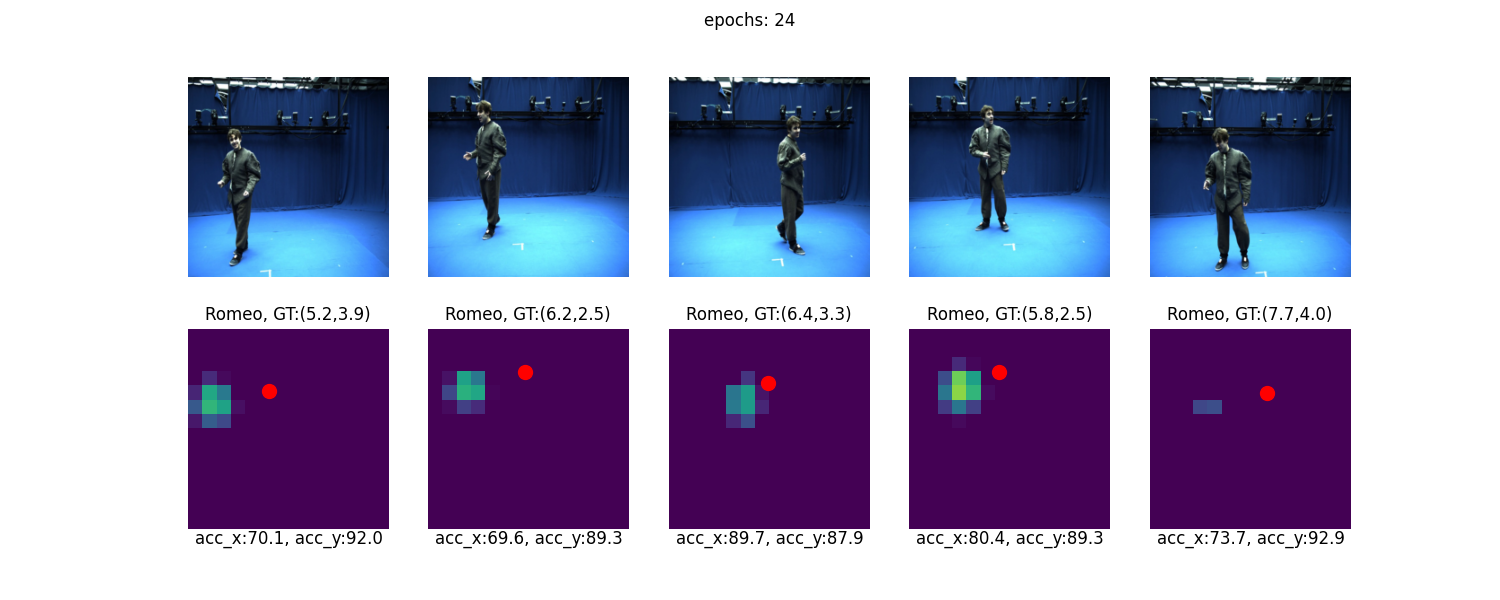 epochs: 24
Romeo, GT:(5.2,3.9)
Romeo, GT:(6.2,2.5)
Romeo, GT:(6.4,3.3)
Romeo, GT:(5.8,2.5)
Romeo, GT:(7.7,4.0)
acc_x:70.1, acc_y:92.0
acc_x:69.6, acc_y:89.3
acc_x:89.7, acc_y:87.9
acc_x:80.4, acc_y:89.3
acc_x:73.7, acc_y:92.9